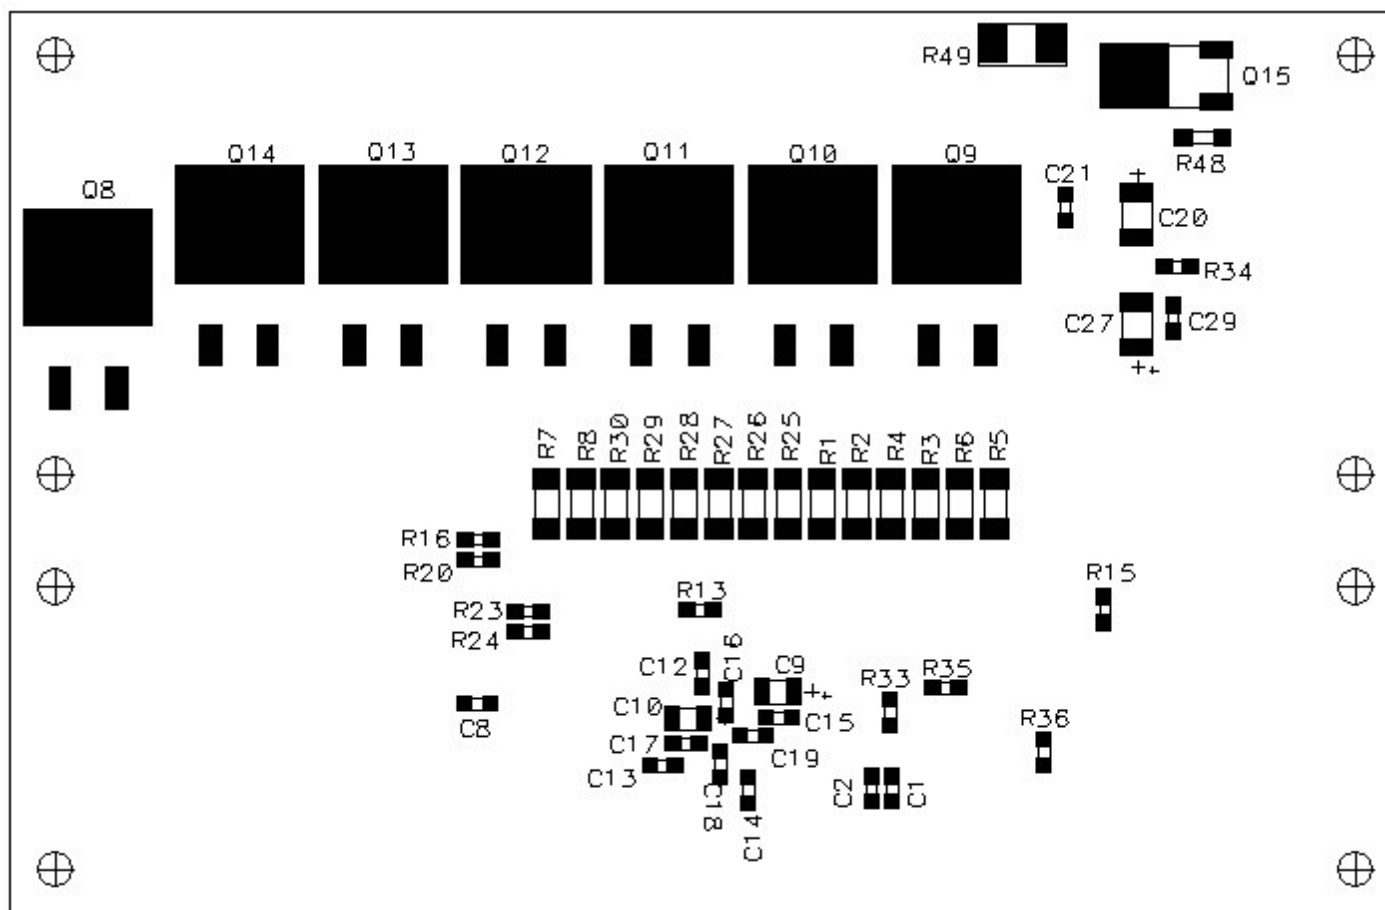 R49
Q15
R48
Q14
Q13
Q12
Q11
Q10
Q9
C21
+
Q8
C20
R34
C27
C29
++
R7
R8
R30
R29
R28
R27
R26
R25
R1
R2
R4
R3
R6
R5
R16
R20
R13
R15
R23
R24
C16
C12
C9
++
R33
R35
C10
+
C15
C8
R36
C17
C19
C13
C18
C14
C2
C1